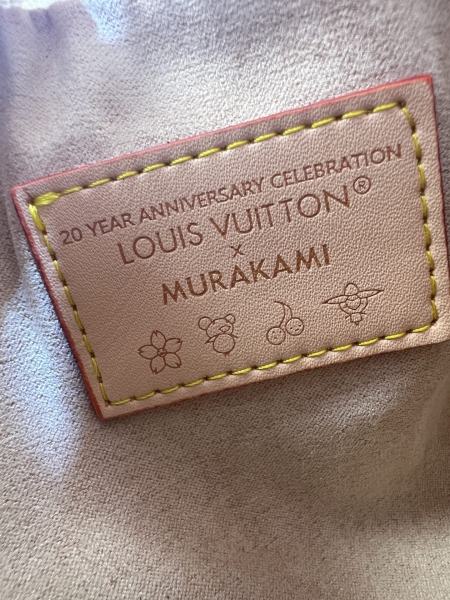 20 YEAR ANNIVERSARY CELEBRATION
LOUIS VUITTON®
×
MURAKAMI